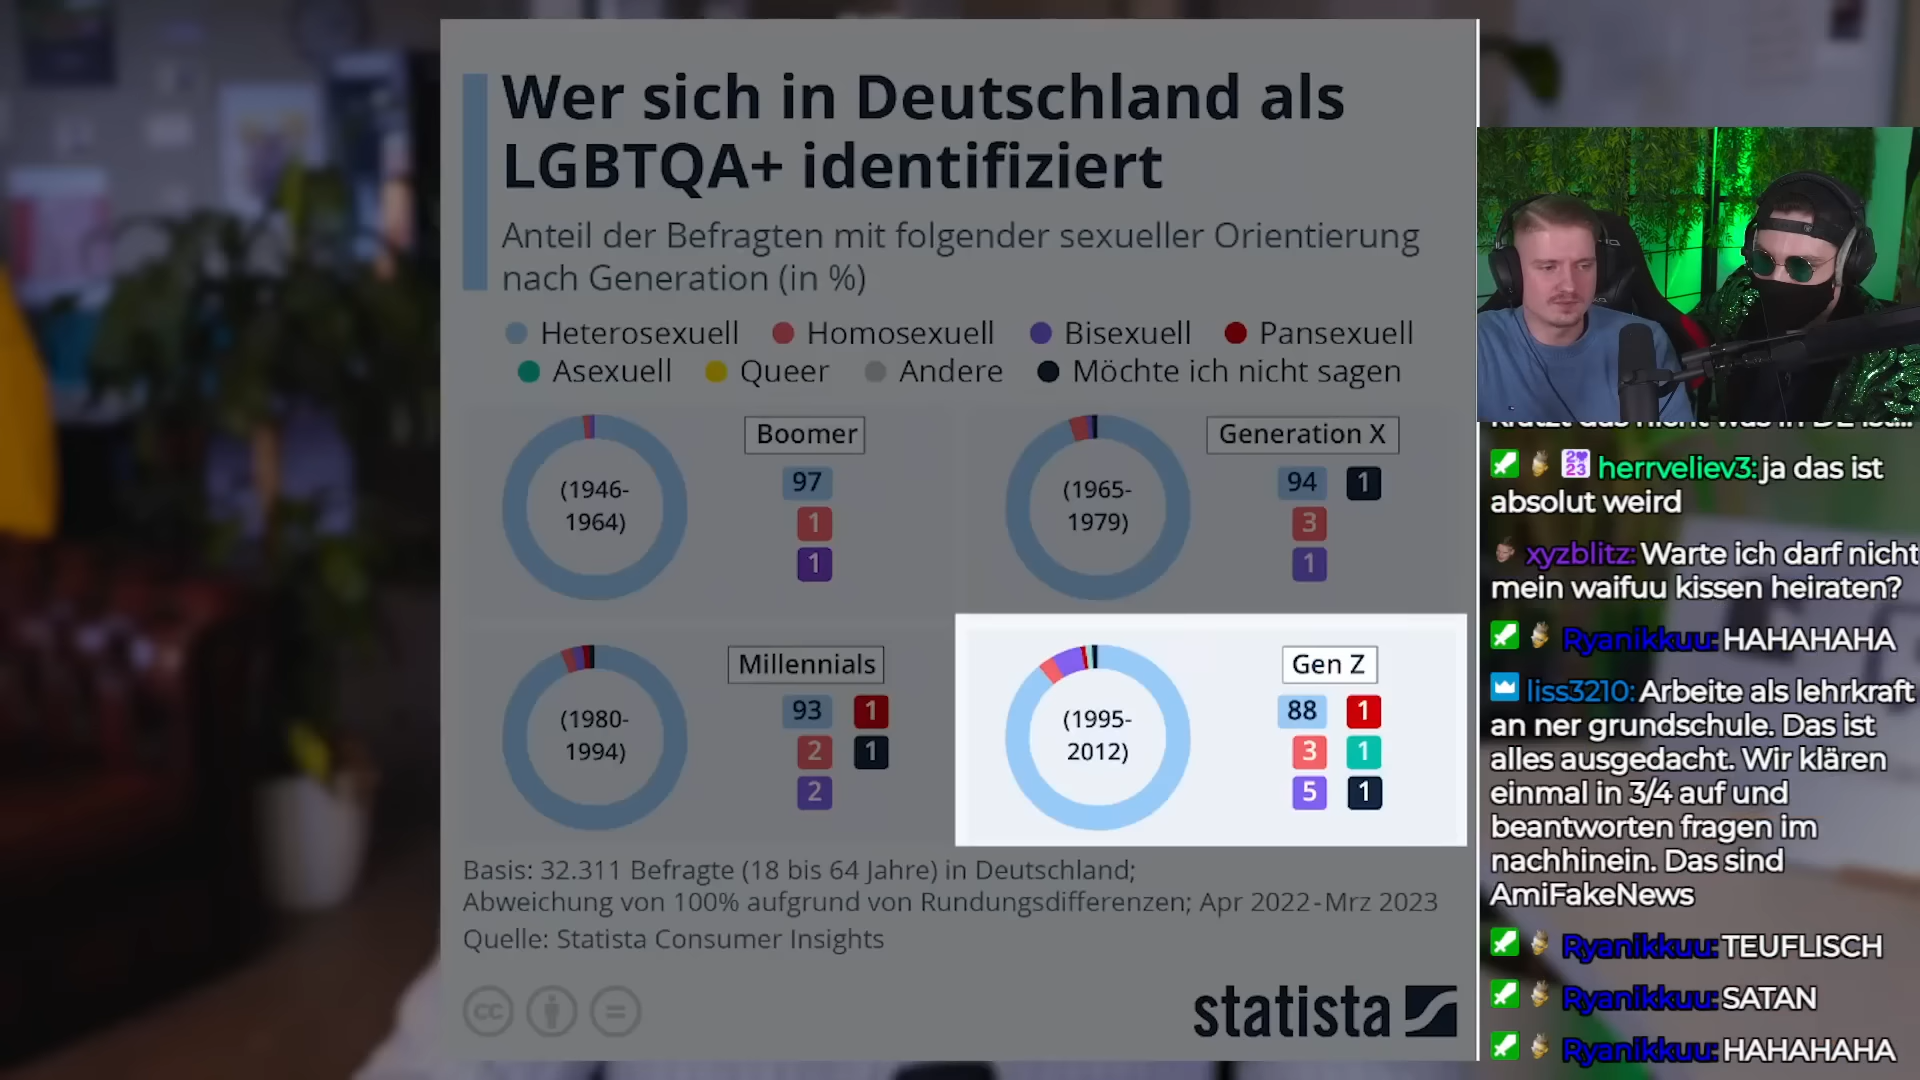 Wer sich in Deutschland als
LGBTQA+ identifiziert
Anteil der Befragten mit folgender sexueller Orientierung
nach Generation (in %)
Heterosexuell Homosexuell Bisexuell Pansexuell
Asexuell Queer Andere Möchte ich nicht sagen
(1946-
1964)
Boomer
97
1
1
(1965-
1979)
Generation X
94 1
3
1
(1980-
1994)
Millennials
93 1
2 1
2
(1995-
2012)
Gen Z
88 1
3 1
5 1
Basis: 32.311 Befragte (18 bis 64 Jahre) in Deutschland;
Abweichung von 100% aufgrund von Rundungsdifferenzen; Apr 2022-Mrz 2023
Quelle: Statista Consumer Insights
cc
statista
herrveliev3: ja das ist
absolut weird
xyzblitz: Warte ich darf nicht
mein waifuu kissen heiraten?
Ryanikkuu: HAHAHAHA
liss3210: Arbeite als lehrkraft
an ner grundschule. Das ist
alles ausgedacht. Wir klären
einmal in 3/4 auf und
beantworten fragen im
nachhinein. Das sind
AmiFakeNews
Ryanikkuu: TEUFLISCH
Ryanikkuu: SATAN
Ryanikkuu: HAHAHAHA